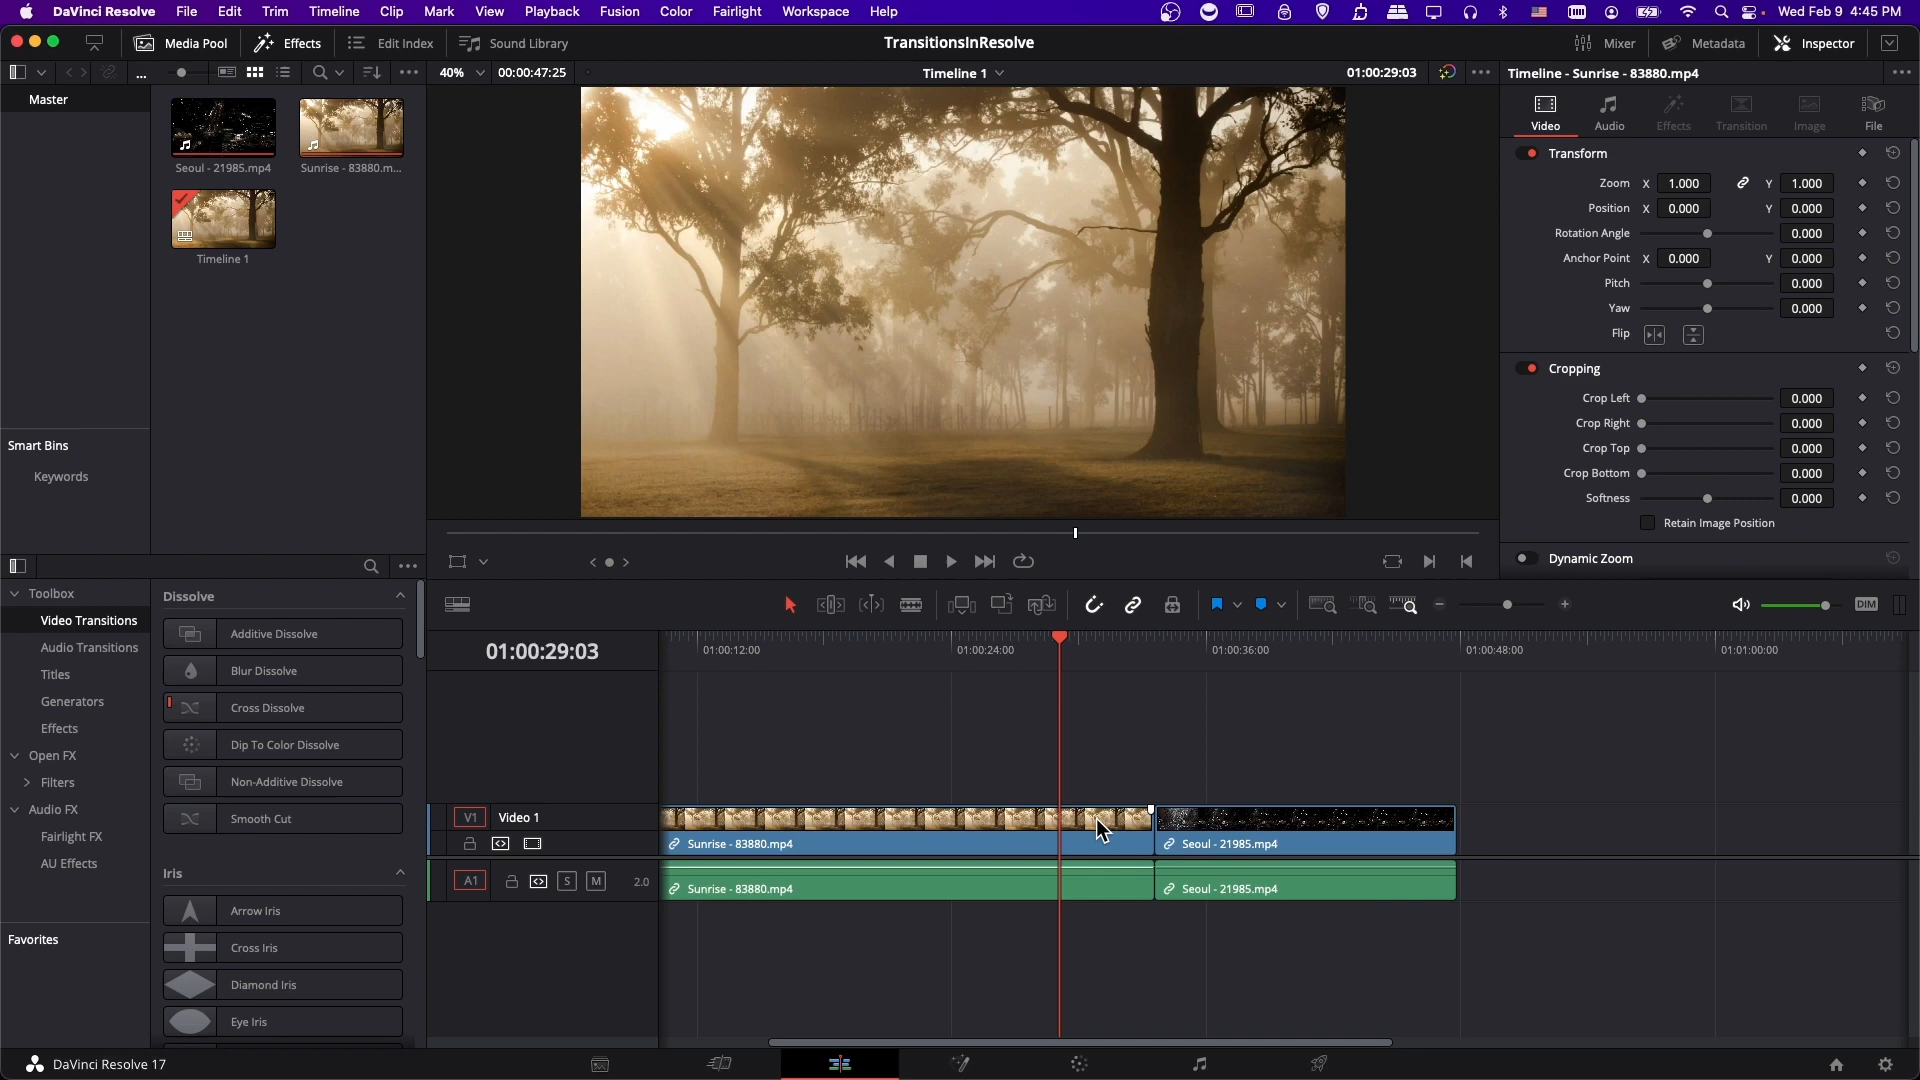 DaVinci Resolve File Edit Trim Timeline Clip Mark View Playback Fusion Color Fairlight Workspace Help Wed Feb 9 4:45 PM
Media Pool Effects Edit Index Sound Library TransitionsInResolve Mixer Metadata Inspector
... 40% 00:00:47:25 Timeline 1 01:00:29:03 Timeline - Sunrise - 83880.mp4
Master
Seoul - 21985.mp4 Sunrise - 83880.m...
Timeline 1
Smart Bins
Keywords
Video Audio Effects Transition Image File
Transform
Zoom X 1.000 Y 1.000
Position X 0.000 Y 0.000
Rotation Angle 0.000
Anchor Point X 0.000 Y 0.000
Pitch 0.000
Yaw 0.000
Flip
Cropping
Crop Left 0.000
Crop Right 0.000
Crop Top 0.000
Crop Bottom 0.000
Softness 0.000
Retain Image Position
Dynamic Zoom
Toolbox
Video Transitions
Audio Transitions
Titles
Generators
Effects
Open FX
Filters
Audio FX
Fairlight FX
AU Effects
Favorites
Dissolve
Additive Dissolve
Blur Dissolve
Cross Dissolve
Dip To Color Dissolve
Non-Additive Dissolve
Smooth Cut
Iris
Arrow Iris
Cross Iris
Diamond Iris
Eye Iris
DIM
01:00:29:03 01:00:12:00 01:00:24:00 01:00:36:00 01:00:48:00 01:01:00:00
V1 Video 1
Sunrise - 83880.mp4 Seoul - 21985.mp4
A1 S M 2.0 Sunrise - 83880.mp4 Seoul - 21985.mp4
DaVinci Resolve 17